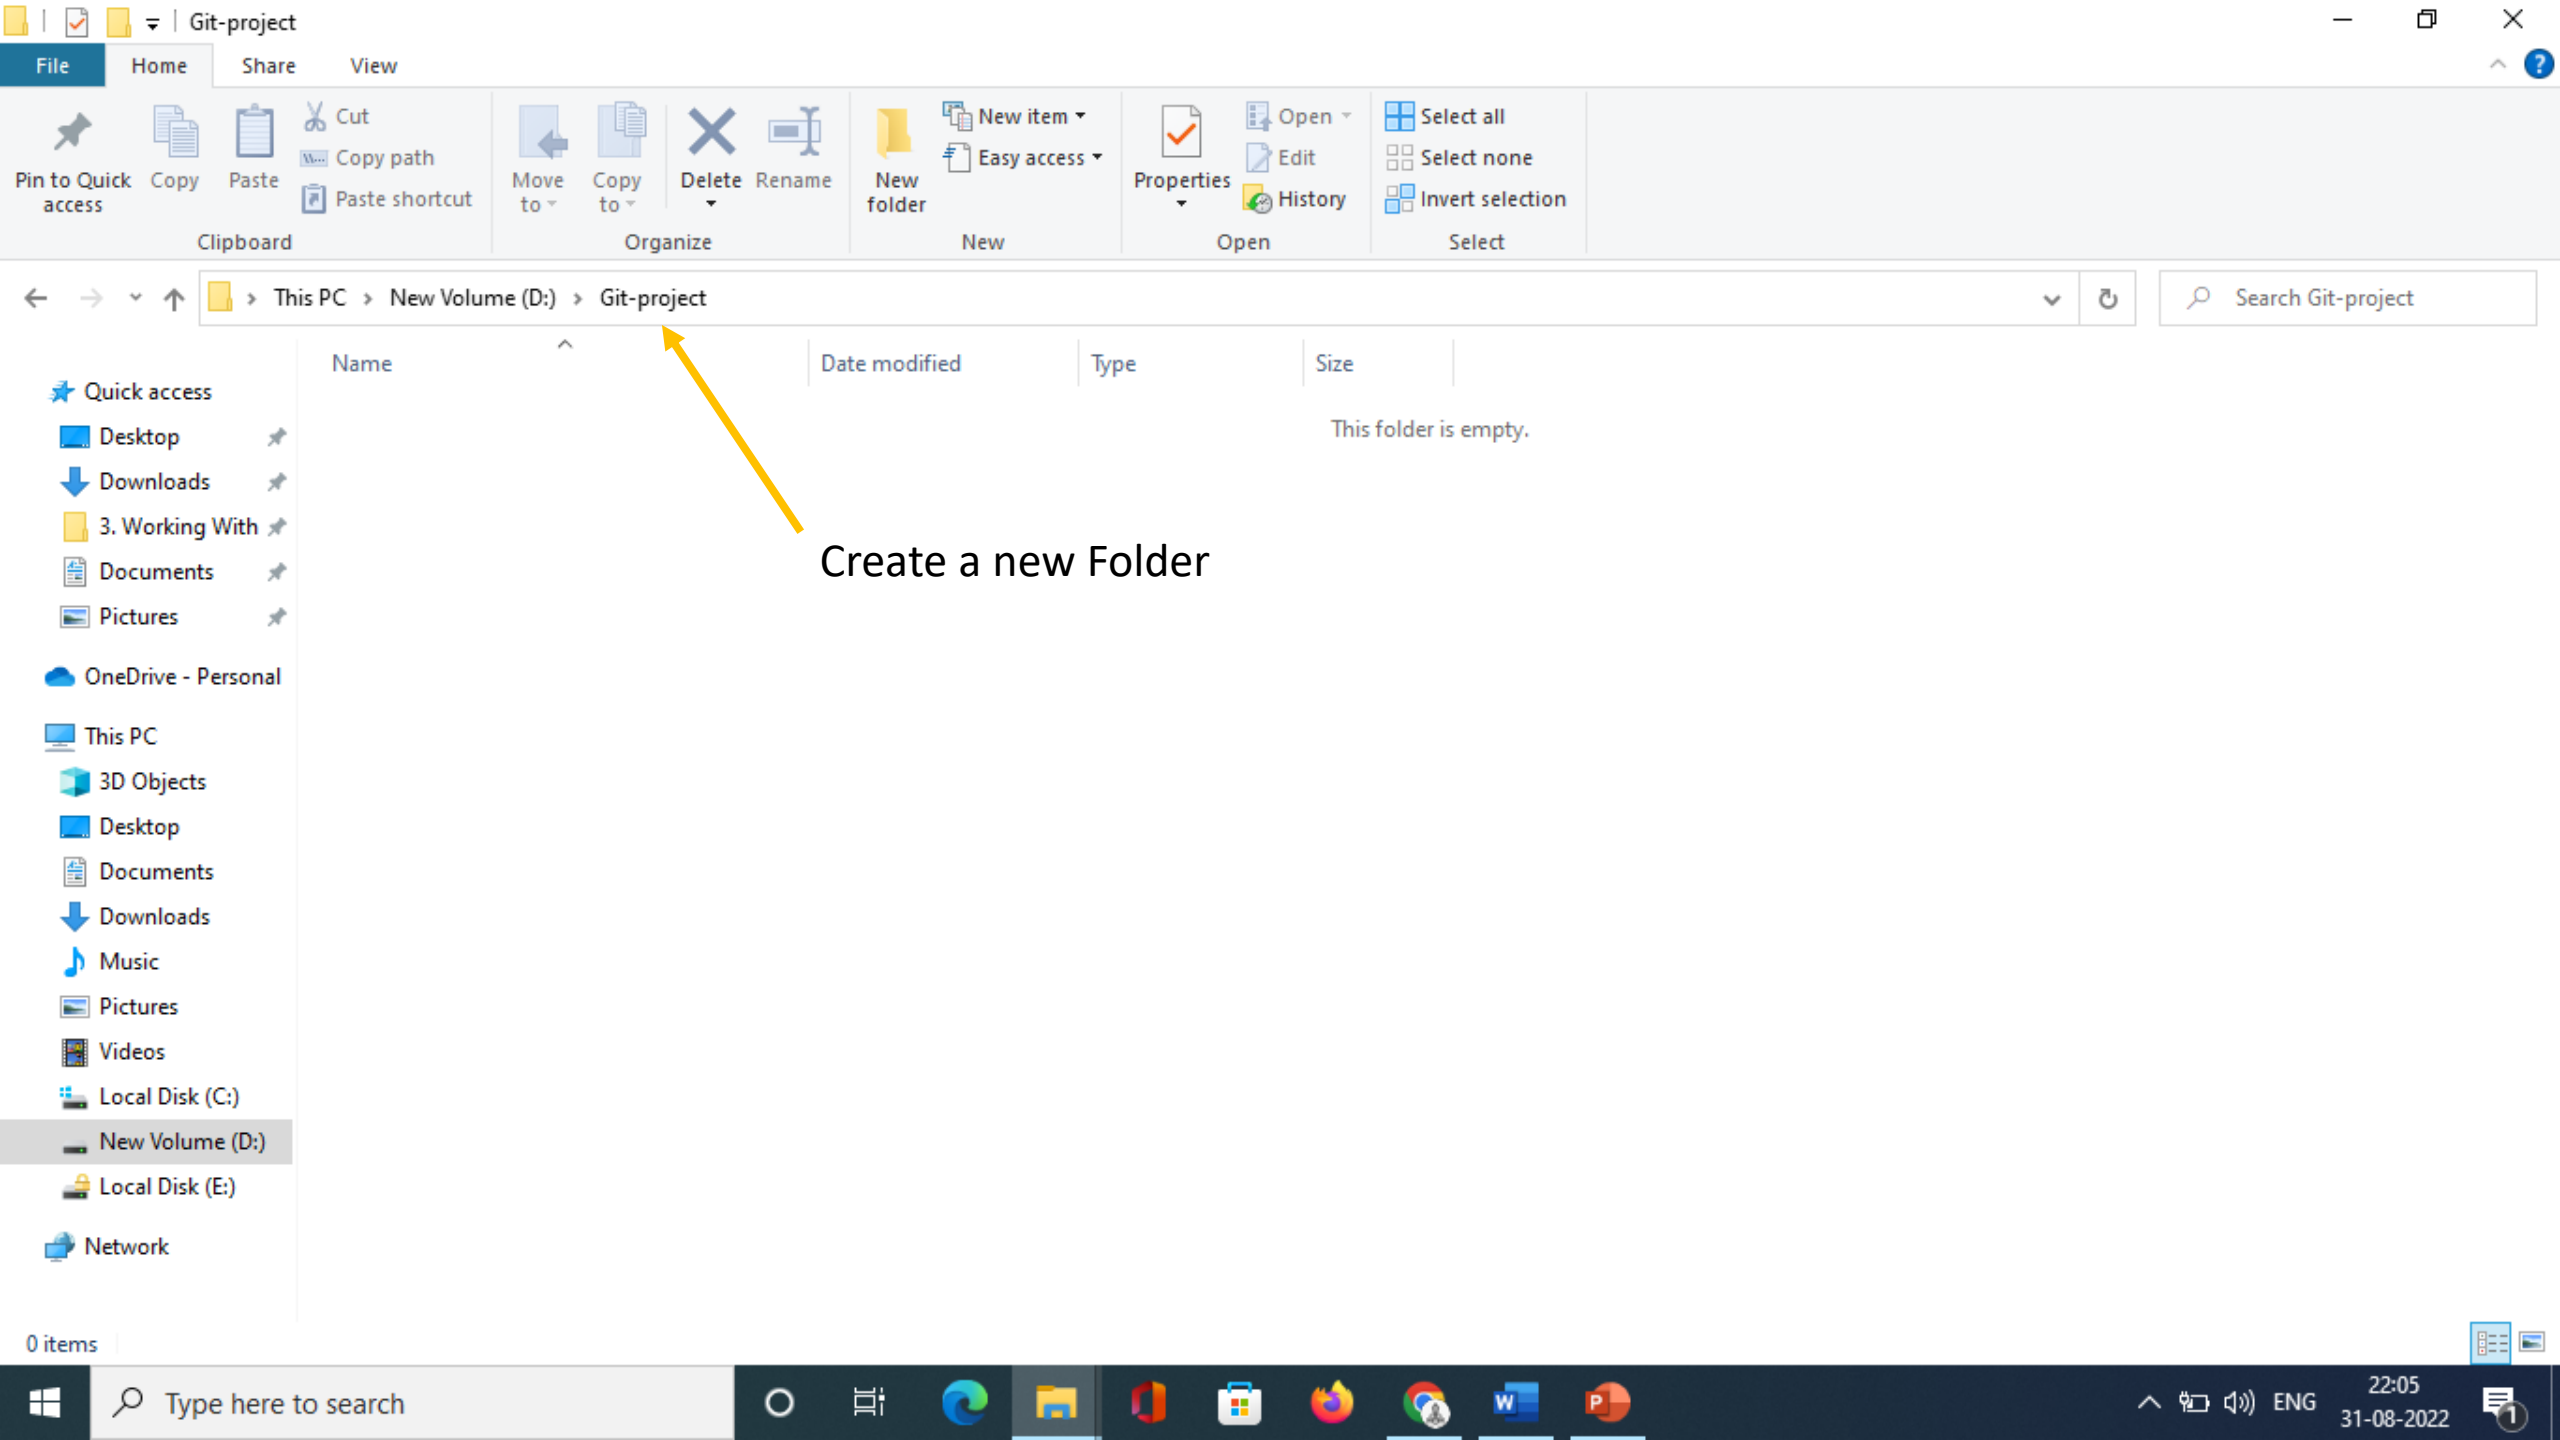 Git-project
File Home Share View
Pin to Quick access
Copy
Paste
Cut
Copy path
Paste shortcut
Clipboard
Move to
Copy to
Delete
Rename
Organize
New folder
New item
Easy access
New
Properties
Open
Edit
History
Open
Select all
Select none
Invert selection
Select
This PC > New Volume (D:) > Git-project
Search Git-project
Name Date modified Type Size
This folder is empty.
Create a new Folder
Quick access
Desktop
Downloads
3. Working With
Documents
Pictures
OneDrive - Personal
This PC
3D Objects
Desktop
Documents
Downloads
Music
Pictures
Videos
Local Disk (C:)
New Volume (D:)
Local Disk (E:)
Network
0 items
Type here to search
ENG
22:05
31-08-2022
1